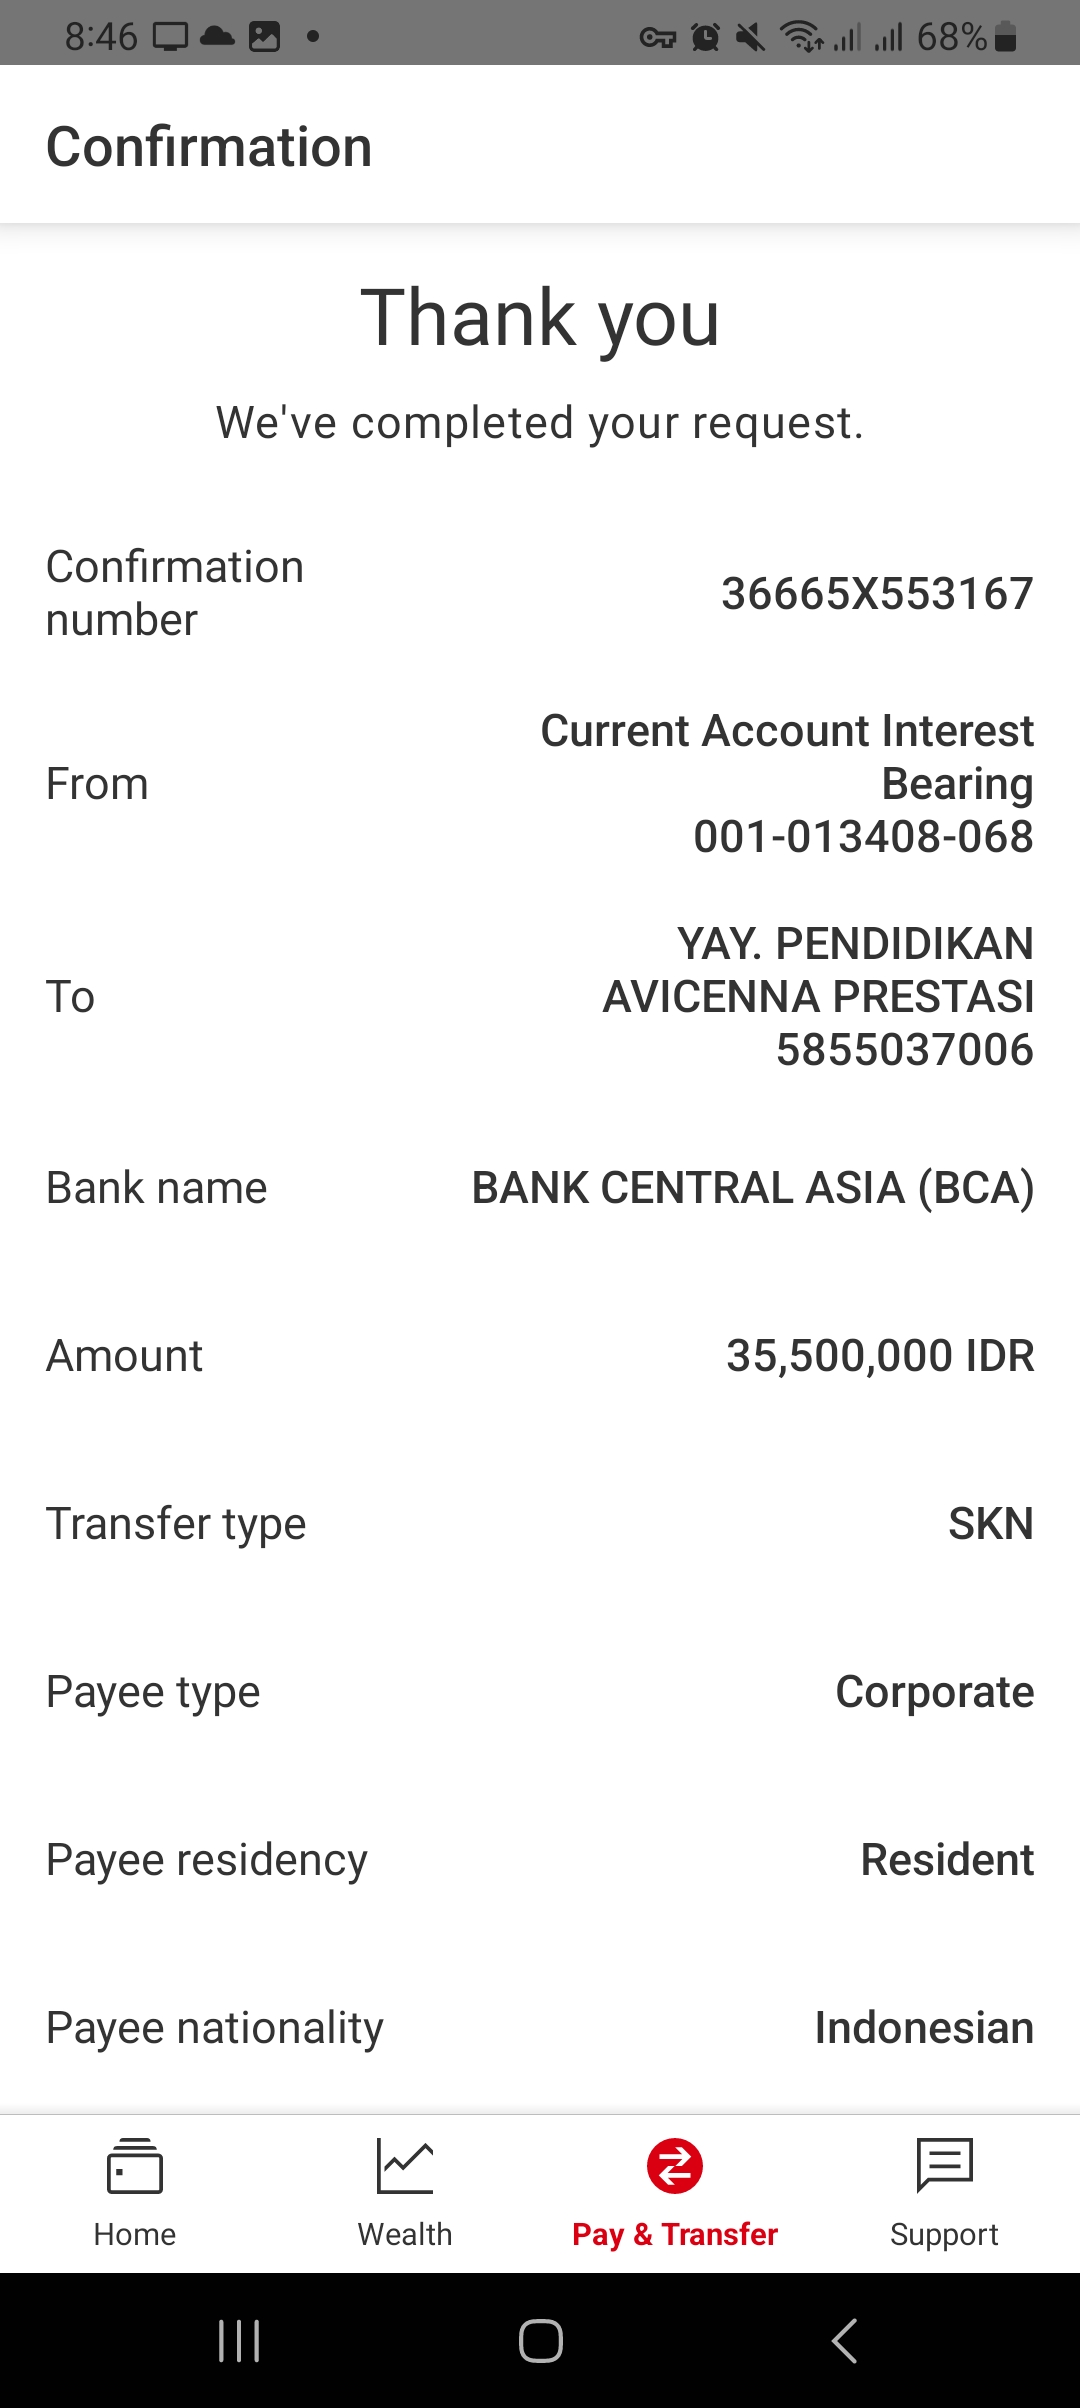 8:46
68%
Confirmation
Thank you
We've completed your request.
Confirmation
number
36665X553167
From
Current Account Interest
Bearing
001-013408-068
To
YAY. PENDIDIKAN
AVICENNA PRESTASI
5855037006
Bank name
BANK CENTRAL ASIA (BCA)
Amount
35,500,000 IDR
Transfer type
SKN
Payee type
Corporate
Payee residency
Resident
Payee nationality
Indonesian
Home
Wealth
Pay & Transfer
Support